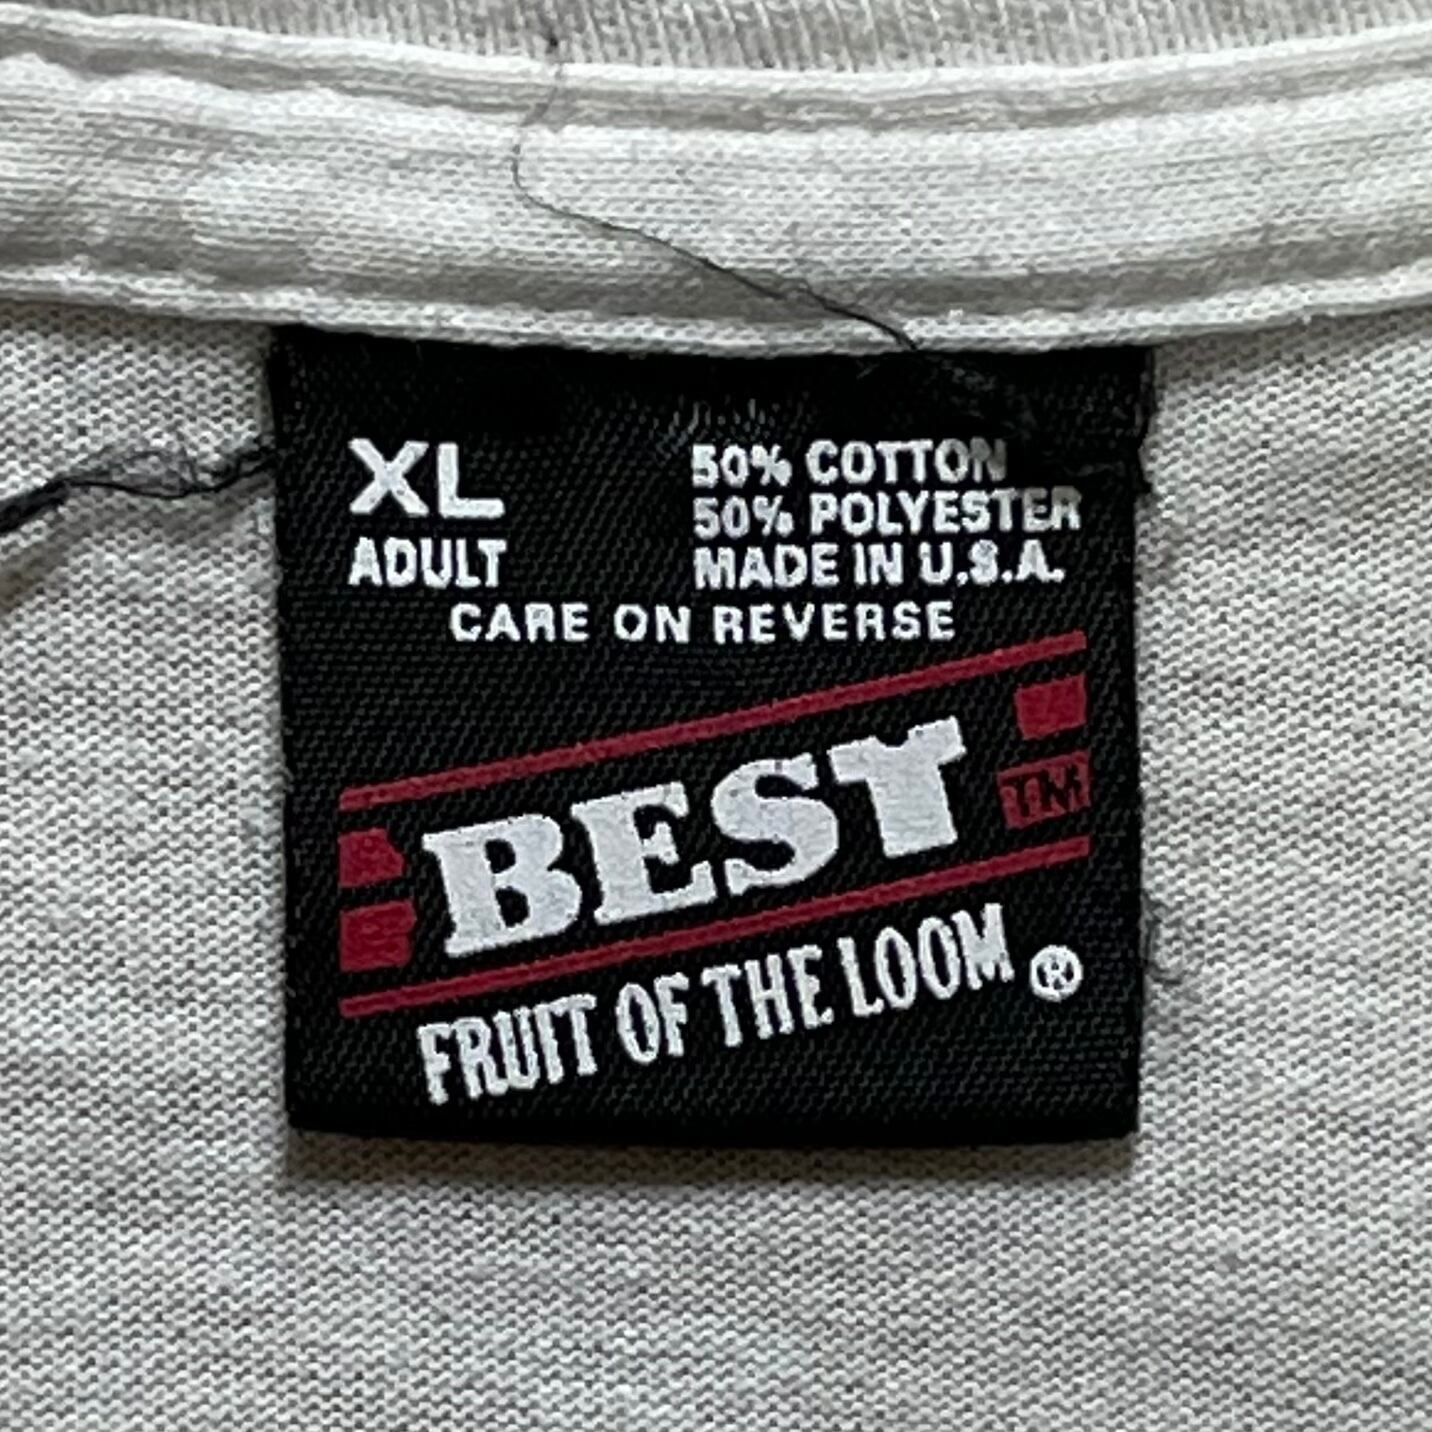 XL
ADULT
50% COTTON
50% POLYESTER
MADE IN U.S.A.
CARE ON REVERSE
BEST
TM
FRUIT OF THE LOOM ®